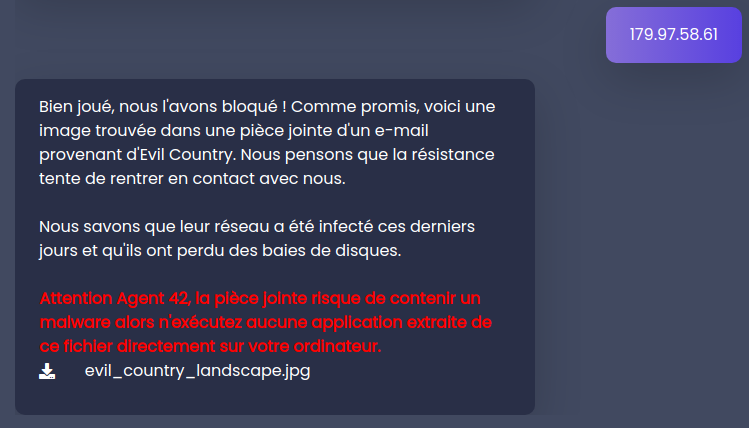 179.97.58.61
Bien joué, nous l'avons bloqué ! Comme promis, voici une
image trouvée dans une pièce jointe d'un e-mail
provenant d'Evil Country. Nous pensons que la résistance
tente de rentrer en contact avec nous.
Nous savons que leur réseau a été infecté ces derniers
jours et qu'ils ont perdu des baies de disques.
Attention Agent 42, la pièce jointe risque de contenir un
malware alors n'exécutez aucune application extraite de
ce fichier directement sur votre ordinateur.
evil_country_landscape.jpg